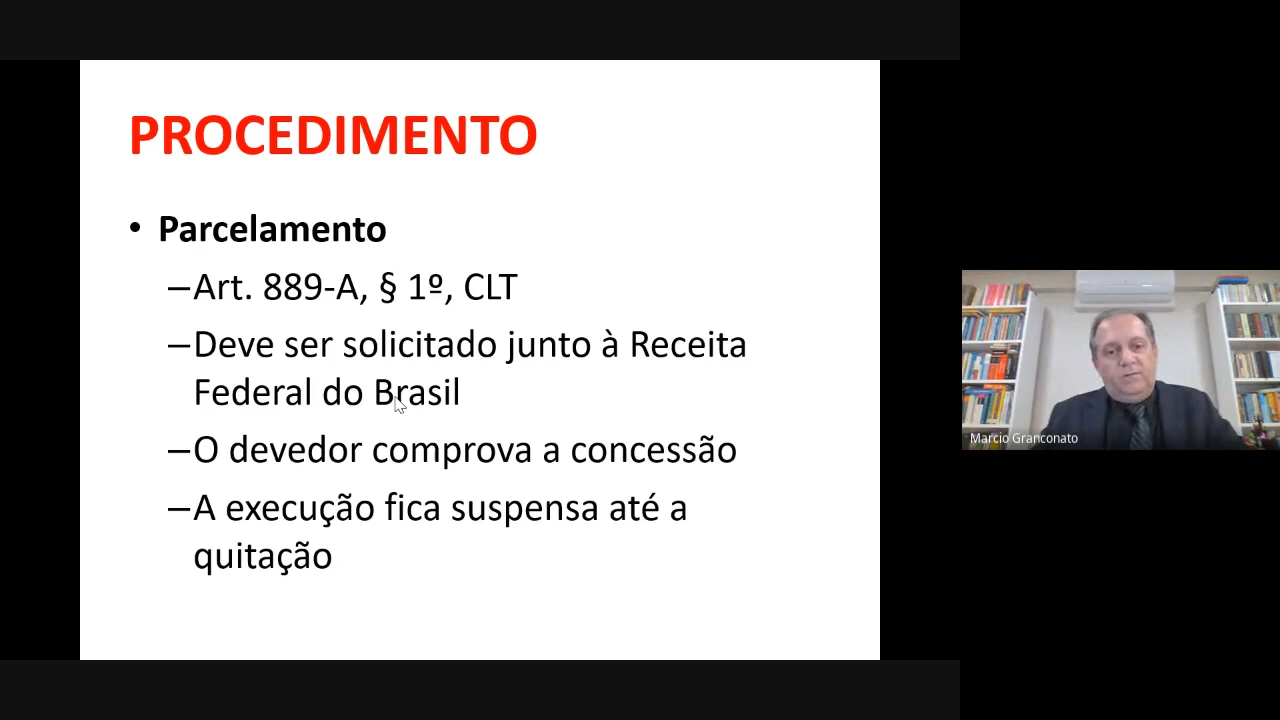 PROCEDIMENTO
• Parcelamento
–Art. 889-A, § 1º, CLT
–Deve ser solicitado junto à Receita
Federal do Brasil
–O devedor comprova a concessão
–A execução fica suspensa até a
quitação
Marcio Granconato